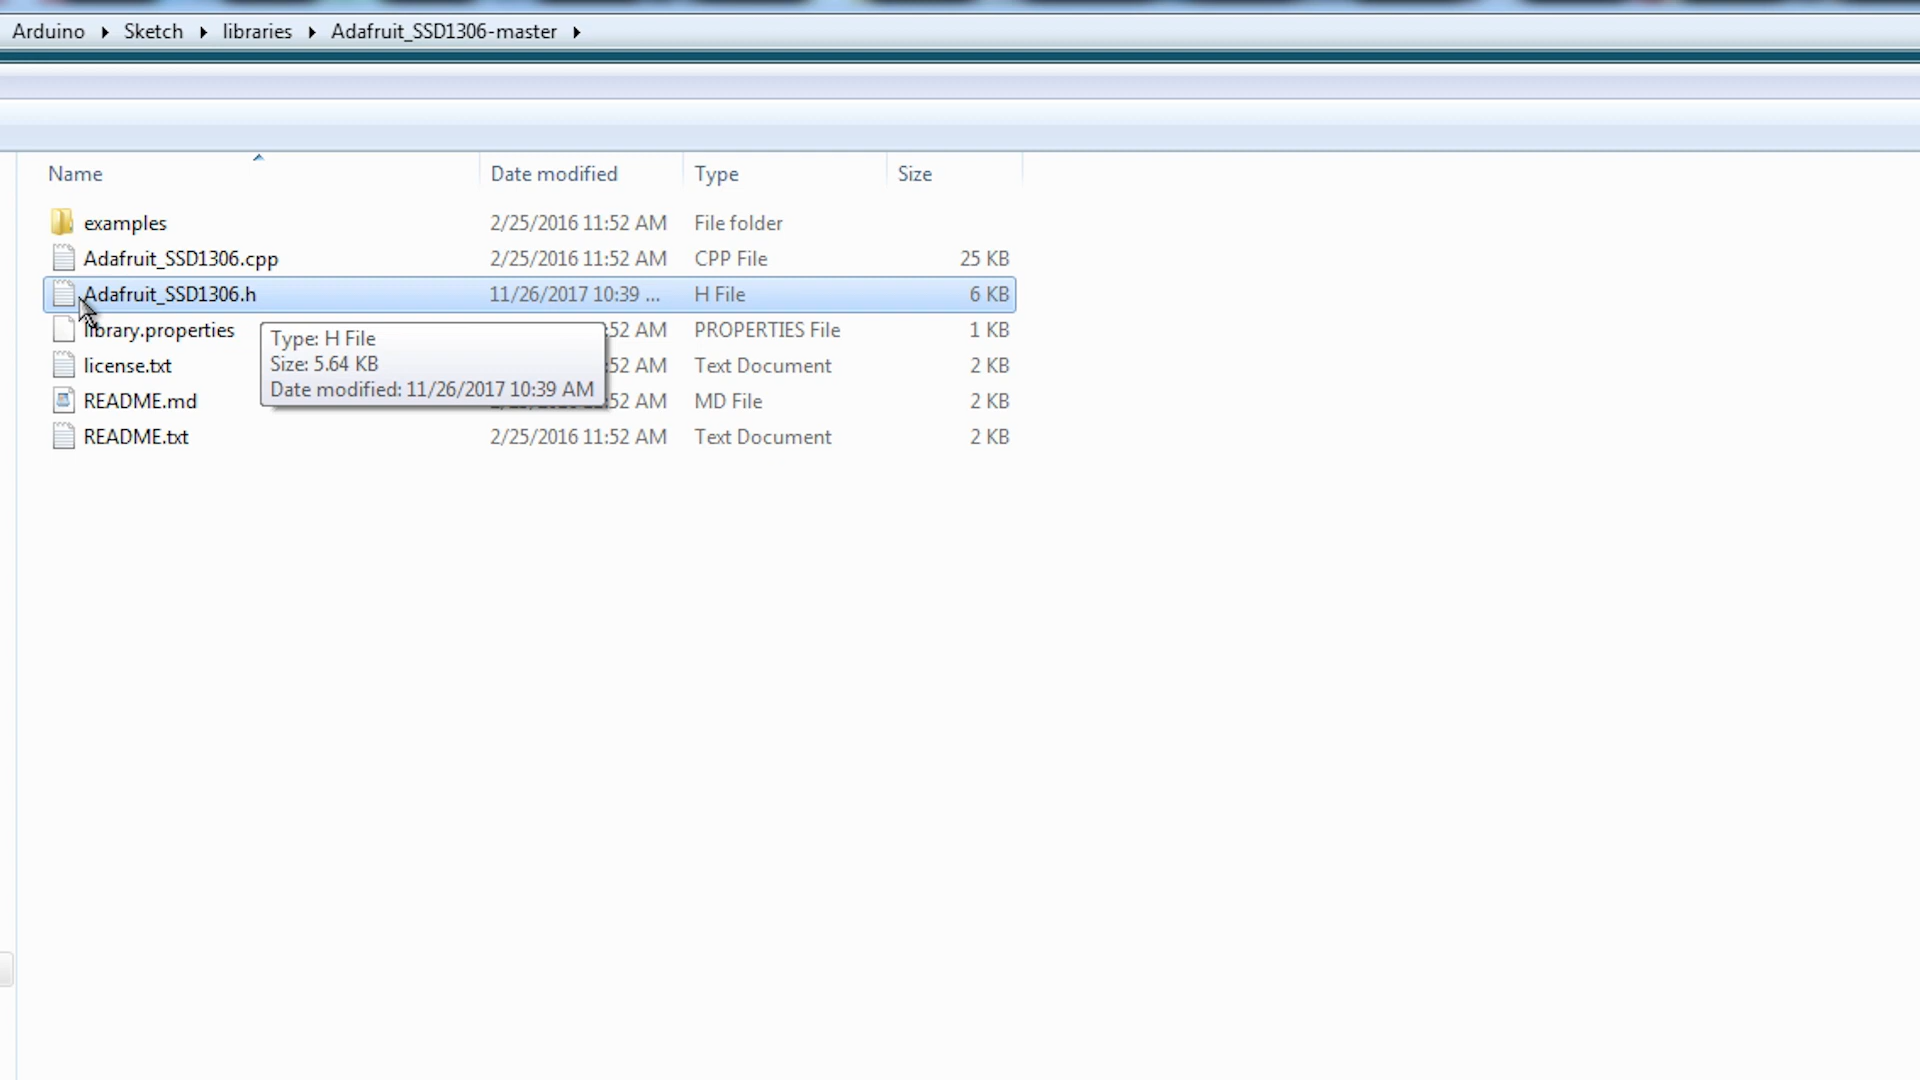 Arduino Sketch libraries Adafruit_SSD1306-master
Name Date modified Type Size
examples 2/25/2016 11:52 AM File folder
Adafruit_SSD1306.cpp 2/25/2016 11:52 AM CPP File 25 KB
Adafruit_SSD1306.h 11/26/2017 10:39 ... H File 6 KB
library.properties :52 AM PROPERTIES File 1 KB
Type: H File
Size: 5.64 KB
Date modified: 11/26/2017 10:39 AM
license.txt :52 AM Text Document 2 KB
README.md :52 AM MD File 2 KB
README.txt 2/25/2016 11:52 AM Text Document 2 KB